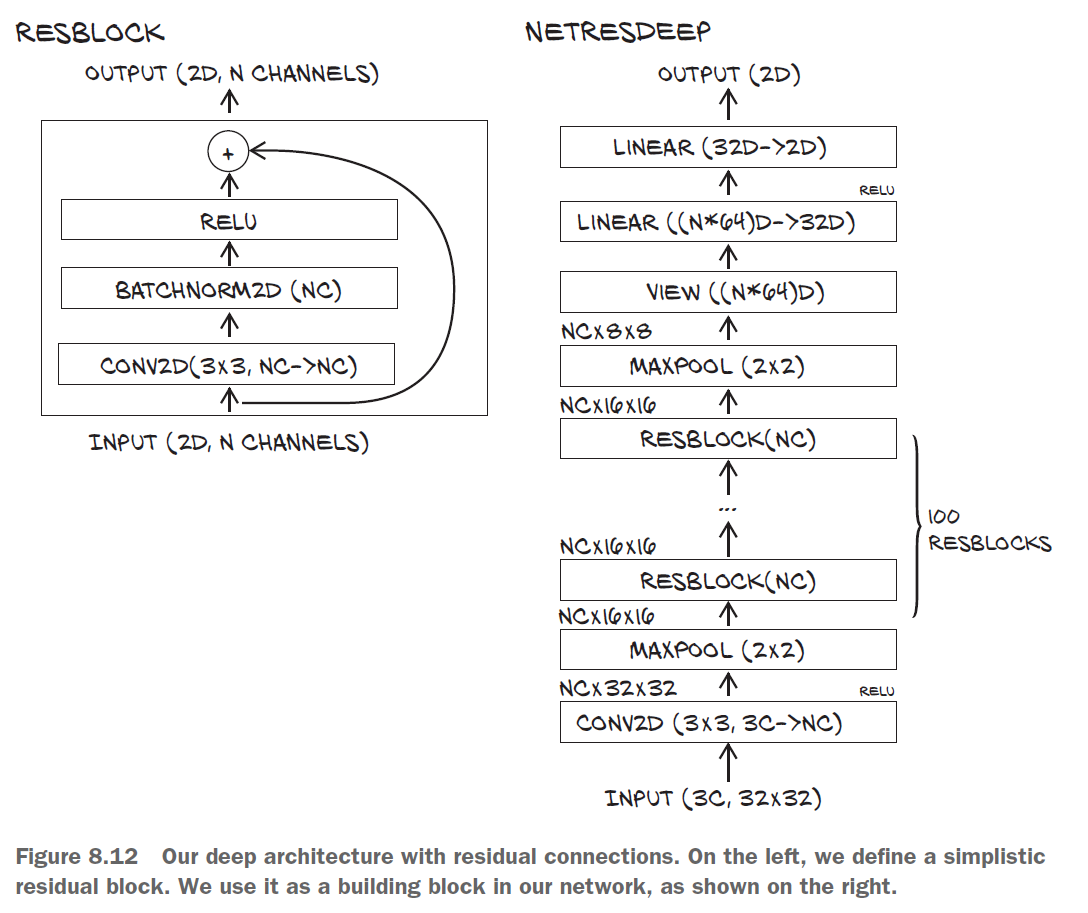 RESBLOCK
OUTPUT (2D, N CHANNELS)
+
RELU
BATCHNORM2D (NC)
CONV2D(3X3, NC->NC)
INPUT (2D, N CHANNELS)
NETRESDEEP
OUTPUT (2D)
LINEAR (32D->2D)
RELU
LINEAR ((N*64)D->32D)
VIEW ((N*64)D)
NCX8X8
MAXPOOL (2X2)
NCX16X16
RESBLOCK(NC)
...
100
RESBLOCKS
NCX16X16
RESBLOCK(NC)
NCX16X16
MAXPOOL (2X2)
NCX32X32
RELU
CONV2D (3X3, 3C->NC)
INPUT (3C, 32X32)
Figure 8.12 Our deep architecture with residual connections. On the left, we define a simplistic
residual block. We use it as a building block in our network, as shown on the right.